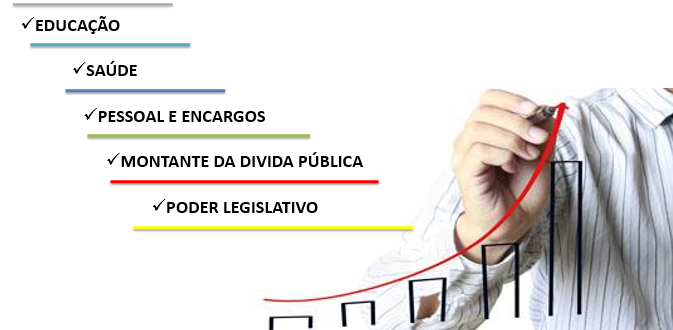 ✓EDUCAÇÃO
✓SAÚDE
✓PESSOAL E ENCARGOS
✓MONTANTE DA DIVIDA PÚBLICA
✓PODER LEGISLATIVO